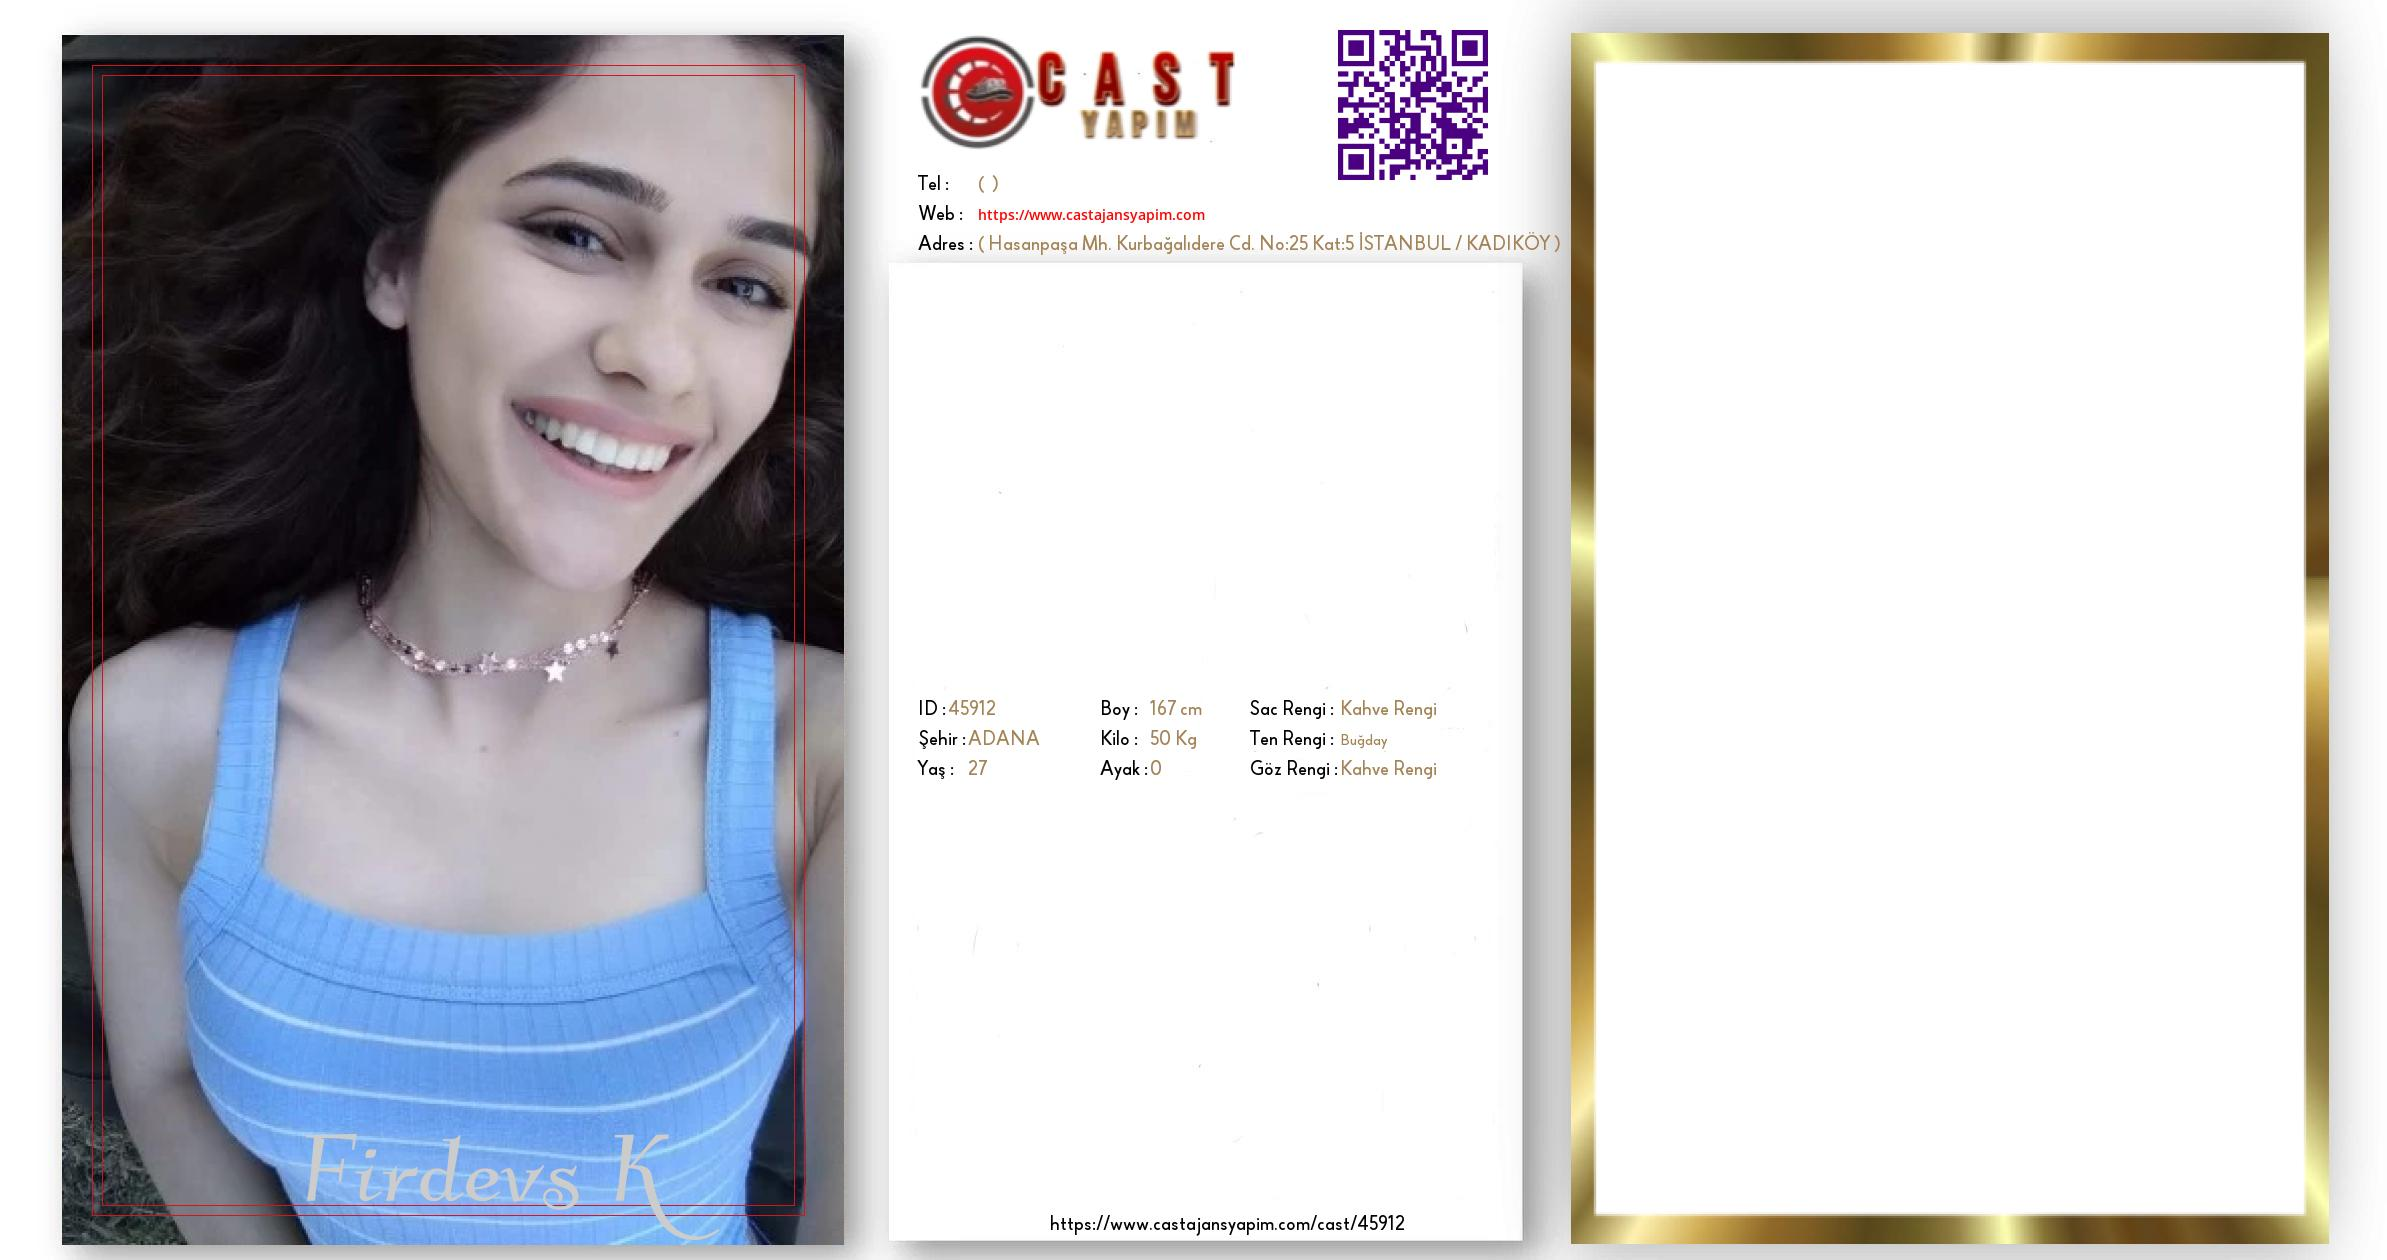 Firdevs K
CAST
YAPIM
Tel : ( )
Web : https://www.castajansyapim.com
Adres : ( Hasanpaşa Mh. Kurbağalıdere Cd. No:25 Kat:5 İSTANBUL / KADIKÖY )
ID : 45912 Boy : 167 cm Sac Rengi : Kahve Rengi
Şehir : ADANA Kilo : 50 Kg Ten Rengi : Buğday
Yaş : 27 Ayak : 0 Göz Rengi : Kahve Rengi
https://www.castajansyapim.com/cast/45912